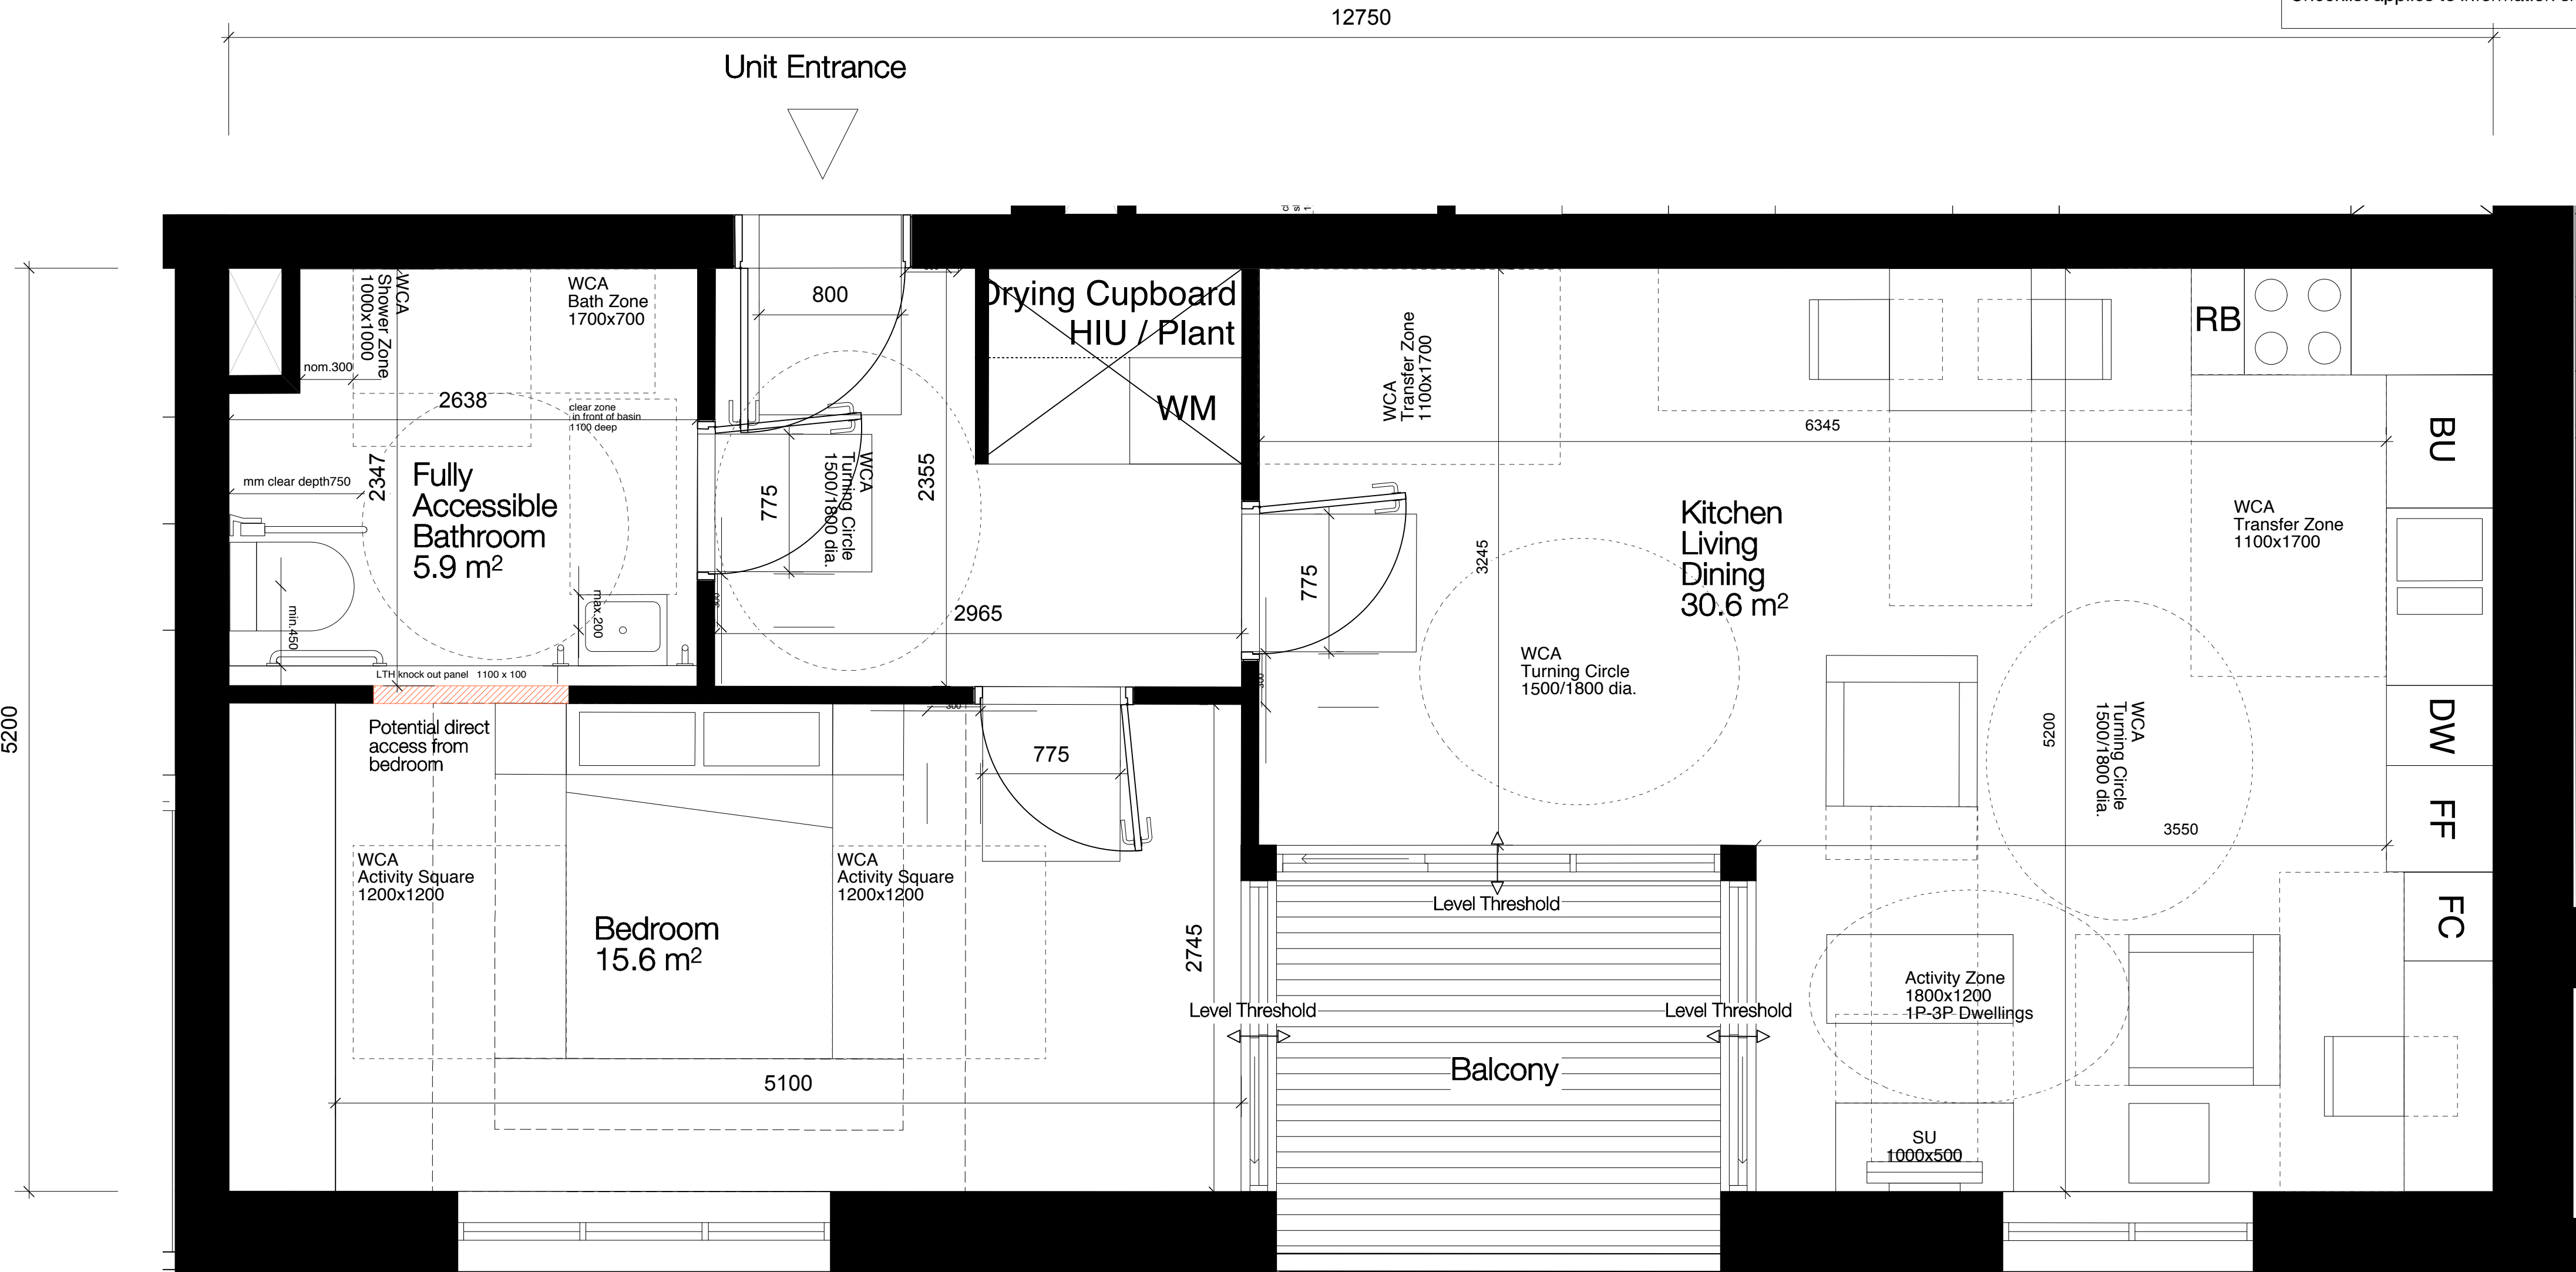 12750
Unit Entrance
800
Drying Cupboard
HIU / Plant
WM
WCA
Shower Zone
1000x1000
WCA
Bath Zone
1700x700
nom.300
2638
clear zone
in front of basin
1100 deep
2347
mm clear depth750
Fully
Accessible
Bathroom
5.9 m²
min.450
max.200
LTH knock out panel 1100 x 100
775
WCA
Turning Circle
1500/1800 dia.
2355
2965
300
WCA
Transfer Zone
1100x1700
RB
6345
BU
775
3245
Kitchen
Living
Dining
30.6 m²
WCA
Transfer Zone
1100x1700
300
WCA
Turning Circle
1500/1800 dia.
5200
WCA
Turning Circle
1500/1800 dia.
DW
FF
3550
FC
5200
Potential direct
access from
bedroom
300
775
WCA
Activity Square
1200x1200
WCA
Activity Square
1200x1200
Bedroom
15.6 m²
2745
5100
Level Threshold
Level Threshold
Level Threshold
Balcony
Activity Zone
1800x1200
1P-3P Dwellings
SU
1000x500